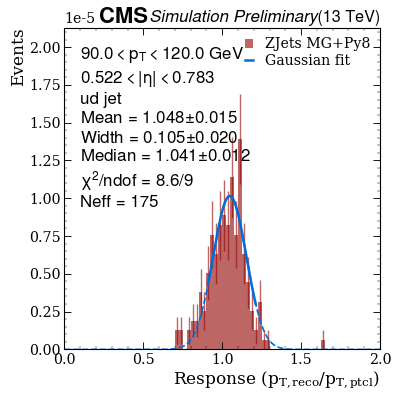 1e-5 CMS Simulation Preliminary (13 TeV)
Events
2.00
1.75
1.50
1.25
1.00
0.75
0.50
0.25
0.00
90.0 < p_T < 120.0 GeV
0.522 < |η| < 0.783
ud jet
Mean = 1.048±0.015
Width = 0.105±0.020
Median = 1.041±0.012
χ²/ndof = 8.6/9
Neff = 175
ZJets MG+Py8
Gaussian fit
0.0 0.5 1.0 1.5 2.0
Response (p_T,reco/p_T,ptcl)